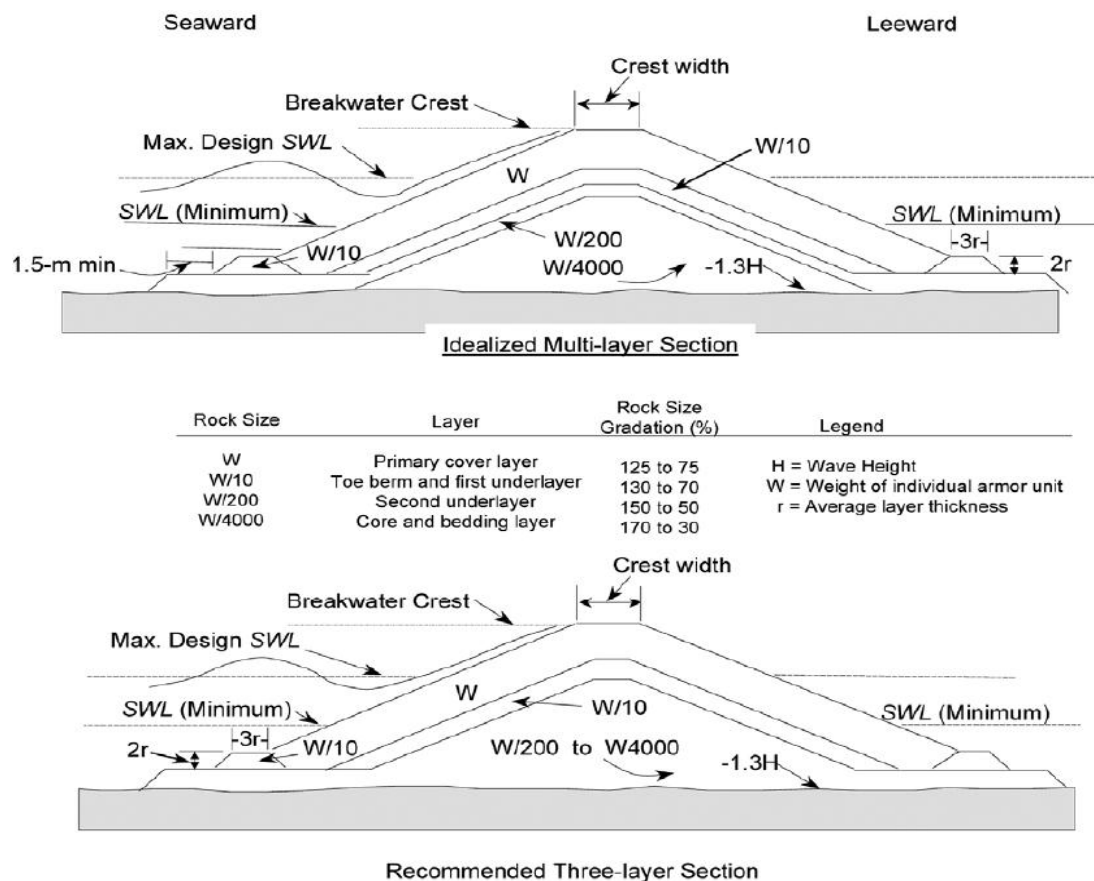 Seaward
Leeward
Crest width
Breakwater Crest
Max. Design SWL
W/10
W
SWL (Minimum)
SWL (Minimum)
-3r-
W/10
W/200
1.5-m min
W/4000
-1.3H
2r
Idealized Multi-layer Section
Rock Size Layer Rock Size Gradation (%) Legend
W Primary cover layer 125 to 75 H = Wave Height
W/10 Toe berm and first underlayer 130 to 70 W = Weight of individual armor unit
W/200 Second underlayer 150 to 50 r = Average layer thickness
W/4000 Core and bedding layer 170 to 30
Crest width
Breakwater Crest
Max. Design SWL
W
SWL (Minimum)
W/10
SWL (Minimum)
-3r-
2r
W/10
W/200 to W4000
-1.3H
Recommended Three-layer Section